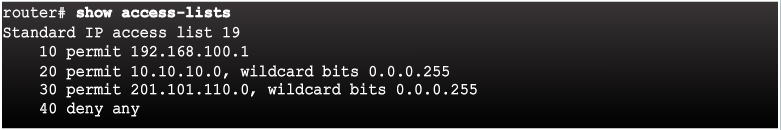 router# show access-lists
Standard IP access list 19
    10 permit 192.168.100.1
    20 permit 10.10.10.0, wildcard bits 0.0.0.255
    30 permit 201.101.110.0, wildcard bits 0.0.0.255
    40 deny any